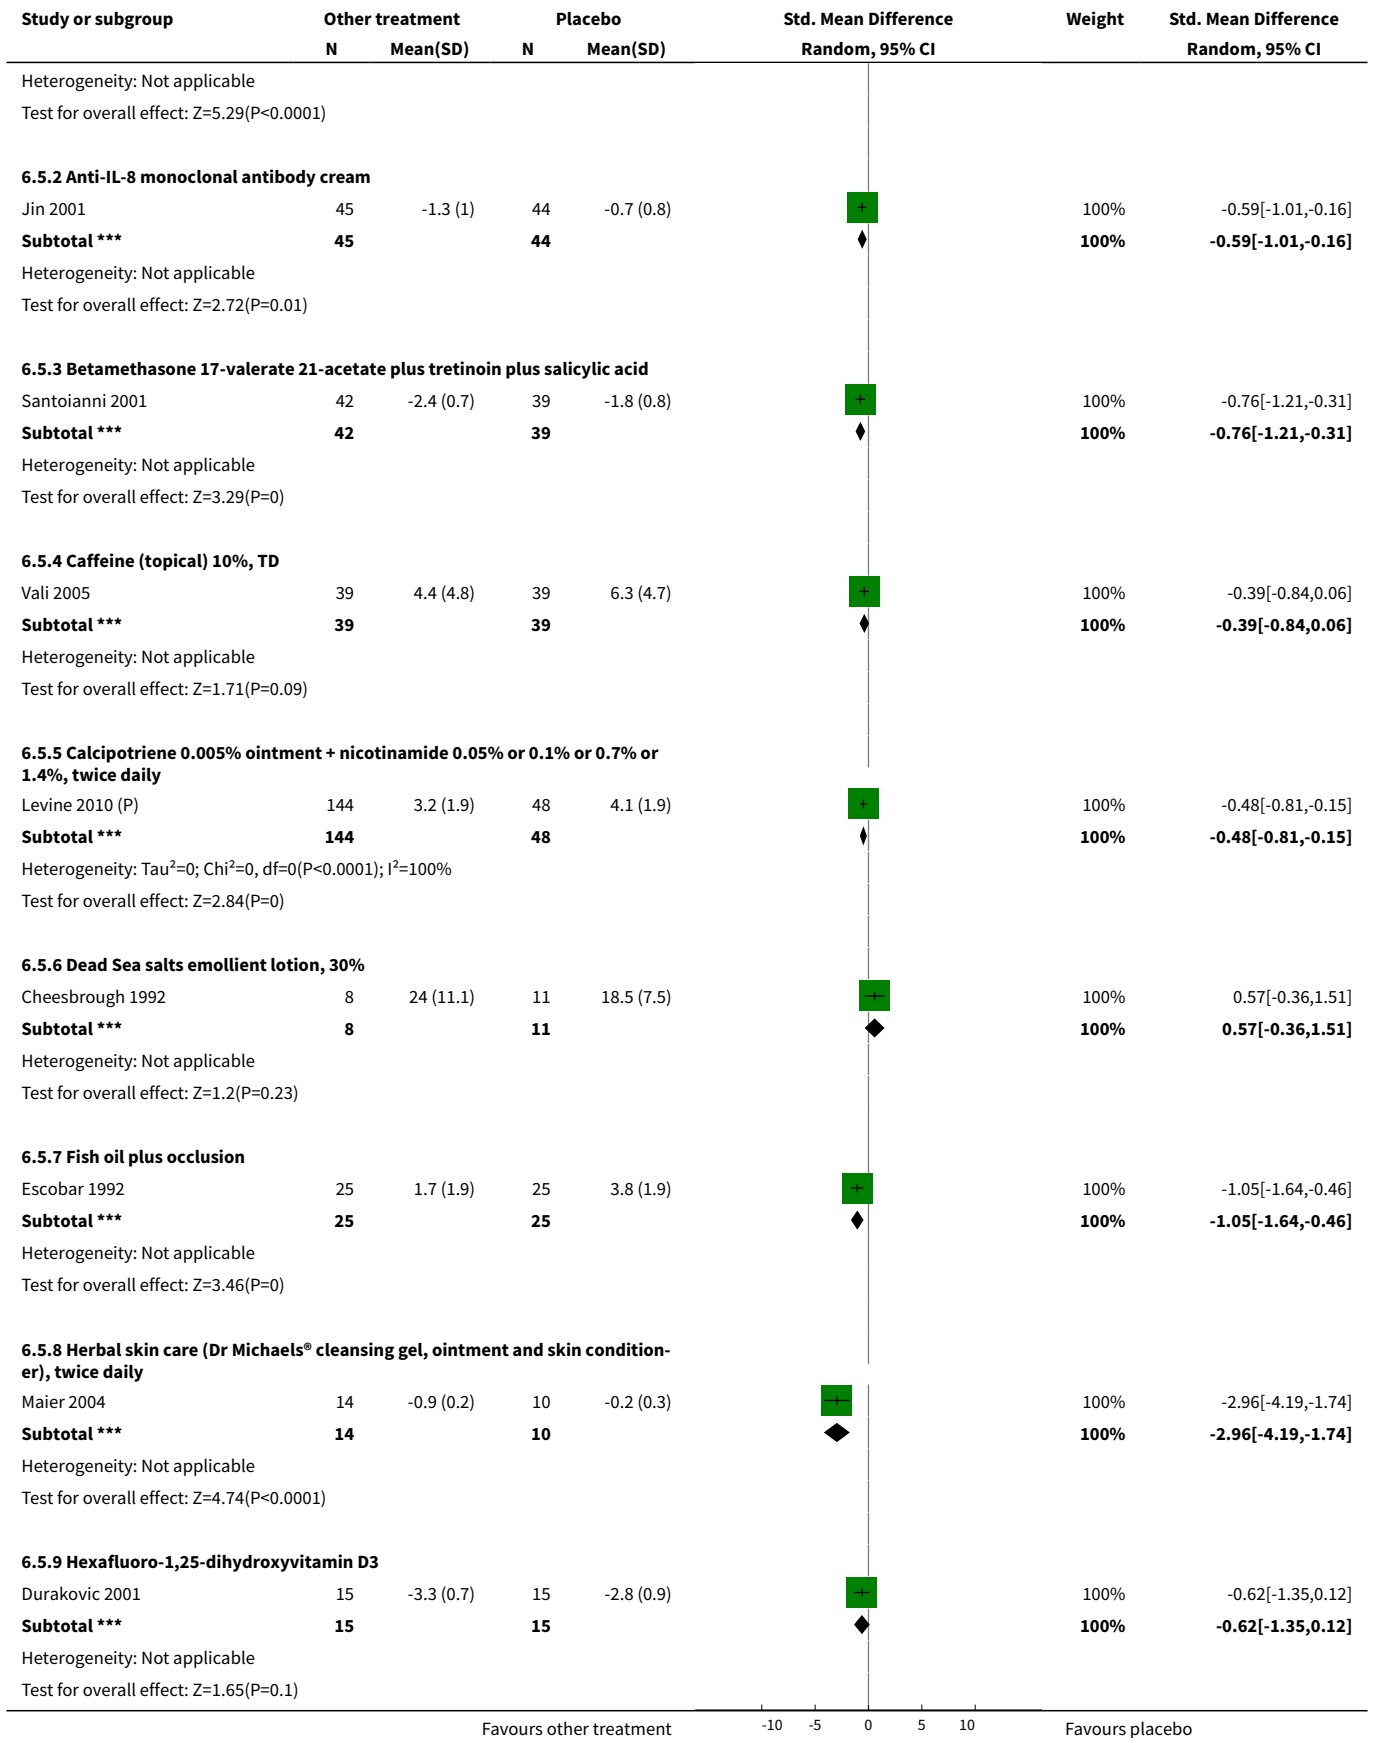 Study or subgroup Other treatment Placebo Std. Mean Difference Weight Std. Mean Difference
N Mean(SD) N Mean(SD) Random, 95% CI Random, 95% CI
Heterogeneity: Not applicable
Test for overall effect: Z=5.29(P<0.0001)
6.5.2 Anti-IL-8 monoclonal antibody cream
Jin 2001 45 -1.3 (1) 44 -0.7 (0.8) 100% -0.59[-1.01,-0.16]
Subtotal *** 45 44 100% -0.59[-1.01,-0.16]
Heterogeneity: Not applicable
Test for overall effect: Z=2.72(P=0.01)
6.5.3 Betamethasone 17-valerate 21-acetate plus tretinoin plus salicylic acid
Santoianni 2001 42 -2.4 (0.7) 39 -1.8 (0.8) 100% -0.76[-1.21,-0.31]
Subtotal *** 42 39 100% -0.76[-1.21,-0.31]
Heterogeneity: Not applicable
Test for overall effect: Z=3.29(P=0)
6.5.4 Caffeine (topical) 10%, TD
Vali 2005 39 4.4 (4.8) 39 6.3 (4.7) 100% -0.39[-0.84,0.06]
Subtotal *** 39 39 100% -0.39[-0.84,0.06]
Heterogeneity: Not applicable
Test for overall effect: Z=1.71(P=0.09)
6.5.5 Calcipotriene 0.005% ointment + nicotinamide 0.05% or 0.1% or 0.7% or
1.4%, twice daily
Levine 2010 (P) 144 3.2 (1.9) 48 4.1 (1.9) 100% -0.48[-0.81,-0.15]
Subtotal *** 144 48 100% -0.48[-0.81,-0.15]
Heterogeneity: Tau²=0; Chi²=0, df=0(P<0.0001); I²=100%
Test for overall effect: Z=2.84(P=0)
6.5.6 Dead Sea salts emollient lotion, 30%
Cheesbrough 1992 8 24 (11.1) 11 18.5 (7.5) 100% 0.57[-0.36,1.51]
Subtotal *** 8 11 100% 0.57[-0.36,1.51]
Heterogeneity: Not applicable
Test for overall effect: Z=1.2(P=0.23)
6.5.7 Fish oil plus occlusion
Escobar 1992 25 1.7 (1.9) 25 3.8 (1.9) 100% -1.05[-1.64,-0.46]
Subtotal *** 25 25 100% -1.05[-1.64,-0.46]
Heterogeneity: Not applicable
Test for overall effect: Z=3.46(P=0)
6.5.8 Herbal skin care (Dr Michaels® cleansing gel, ointment and skin condition-
er), twice daily
Maier 2004 14 -0.9 (0.2) 10 -0.2 (0.3) 100% -2.96[-4.19,-1.74]
Subtotal *** 14 10 100% -2.96[-4.19,-1.74]
Heterogeneity: Not applicable
Test for overall effect: Z=4.74(P<0.0001)
6.5.9 Hexafluoro-1,25-dihydroxyvitamin D3
Durakovic 2001 15 -3.3 (0.7) 15 -2.8 (0.9) 100% -0.62[-1.35,0.12]
Subtotal *** 15 15 100% -0.62[-1.35,0.12]
Heterogeneity: Not applicable
Test for overall effect: Z=1.65(P=0.1)
Favours other treatment -10 -5 0 5 10 Favours placebo